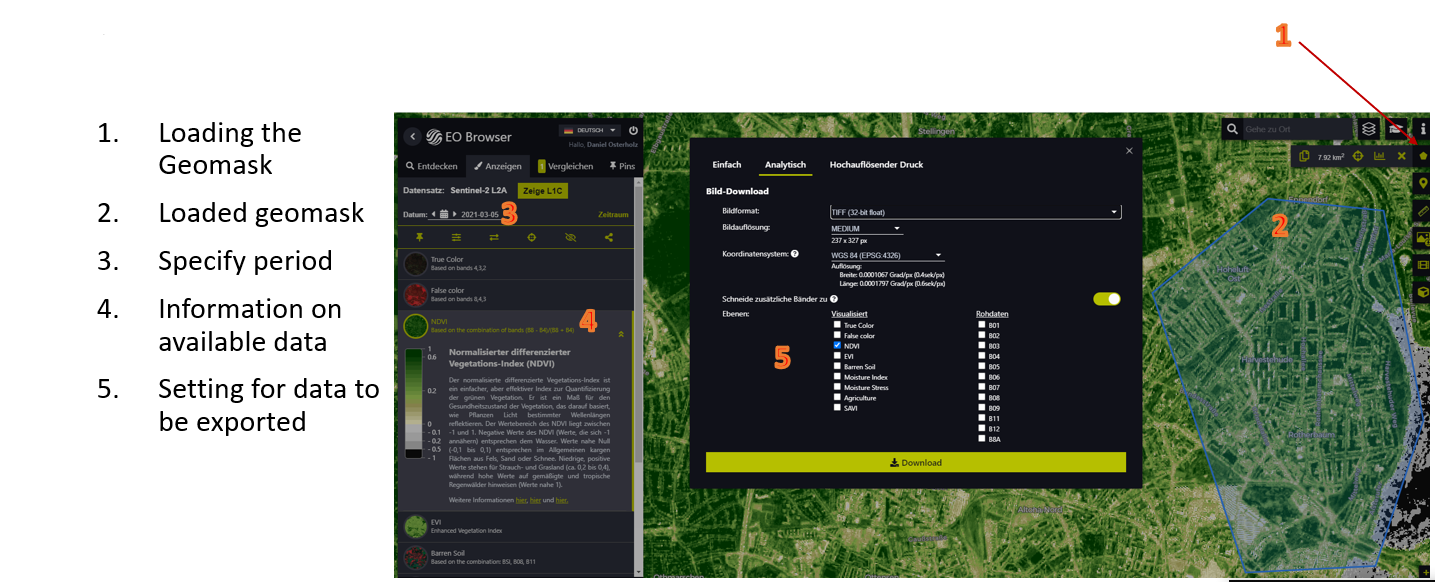 1
1. Loading the
Geomask
2. Loaded geomask
3. Specify period
4. Information on
available data
5. Setting for data to
be exported
EO Browser
DEUTSCH
Hallo, Daniel Osterholz
Entdecken
Anzeigen
1 Vergleichen
Pins
Datensatz: Sentinel-2 L2A
Zeige L1C
Datum: 2021-03-05
3
Zeitraum
True Color
Based on bands 4,3,2
False color
Based on bands 8,4,3
NDVI
Based on the combination of bands (B8 - B4)/(B8 + B4)
4
1
0.6
0.2
0
- 0.1
- 0.2
- 0.5
- 1
Normalisierter differenzierter
Vegetations-Index (NDVI)
Der normalisierte differenzierte Vegetations-Index ist
ein einfacher, aber effektiver Index zur Quantifizierung
der grünen Vegetation. Er ist ein Maß für den
Gesundheitszustand der Vegetation, das darauf basiert,
wie Pflanzen Licht bestimmter Wellenlängen
reflektieren. Der Wertebereich des NDVI liegt zwischen
-1 und 1. Negative Werte des NDVI (Werte, die sich -1
annähern) entsprechen dem Wasser. Werte nahe Null
(-0,1 bis 0,1) entsprechen im Allgemeinen kargen
Flächen aus Fels, Sand oder Schnee. Niedrige, positive
Werte stehen für Strauch- und Grasland (ca. 0,2 bis 0,4),
während hohe Werte auf gemäßigte und tropische
Regenwälder hinweisen (Werte nahe 1).
Weitere Informationen hier, hier und hier.
EVI
Enhanced Vegetation Index
Barren Soil
Based on the combination: BSI, B08, B11
Stellingen
Einfach
Analytisch
Hochauflösender Druck
Bild-Download
Bildformat:
TIFF (32-bit float)
Bildauflösung:
MEDIUM
237 x 327 px
Koordinatensystem:
WGS 84 (EPSG:4326)
Auflösung:
Breite: 0.0001067 Grad/px (0.4sek/px)
Länge: 0.0001797 Grad/px (0.6sek/px)
Schneide zusätzliche Bänder zu
Ebenen:
Visualisiert
True Color
False color
NDVI
EVI
Barren Soil
Moisture Index
Moisture Stress
Agriculture
SAVI
5
Rohdaten
B01
B02
B03
B04
B05
B06
B07
B08
B09
B11
B12
B8A
Download
Gehe zu Ort
7.92 km²
2
Eppendorf
Hoheluft
Ost
Harvestehude
Rotherbaum
Altona-Nord
Othmarschen
Ottensen